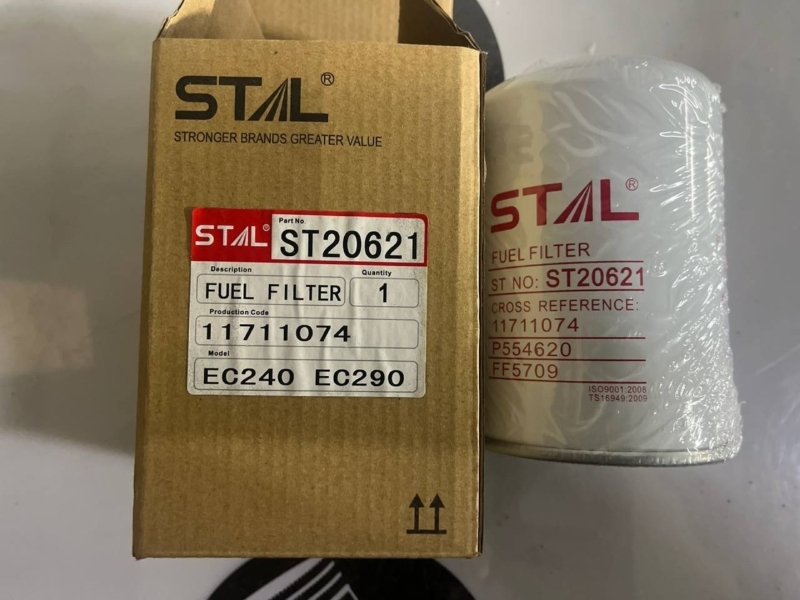 STAL®
STRONGER BRANDS GREATER VALUE
STAL®
Part No
ST20621
Description
Quantity
FUEL FILTER
1
Production Code
11711074
Model
EC240 EC290
STAL®
FUEL FILTER
ST NO: ST20621
CROSS REFERENCE:
11711074
P554620
FF5709
ISO9001:2008
TS16949:2009